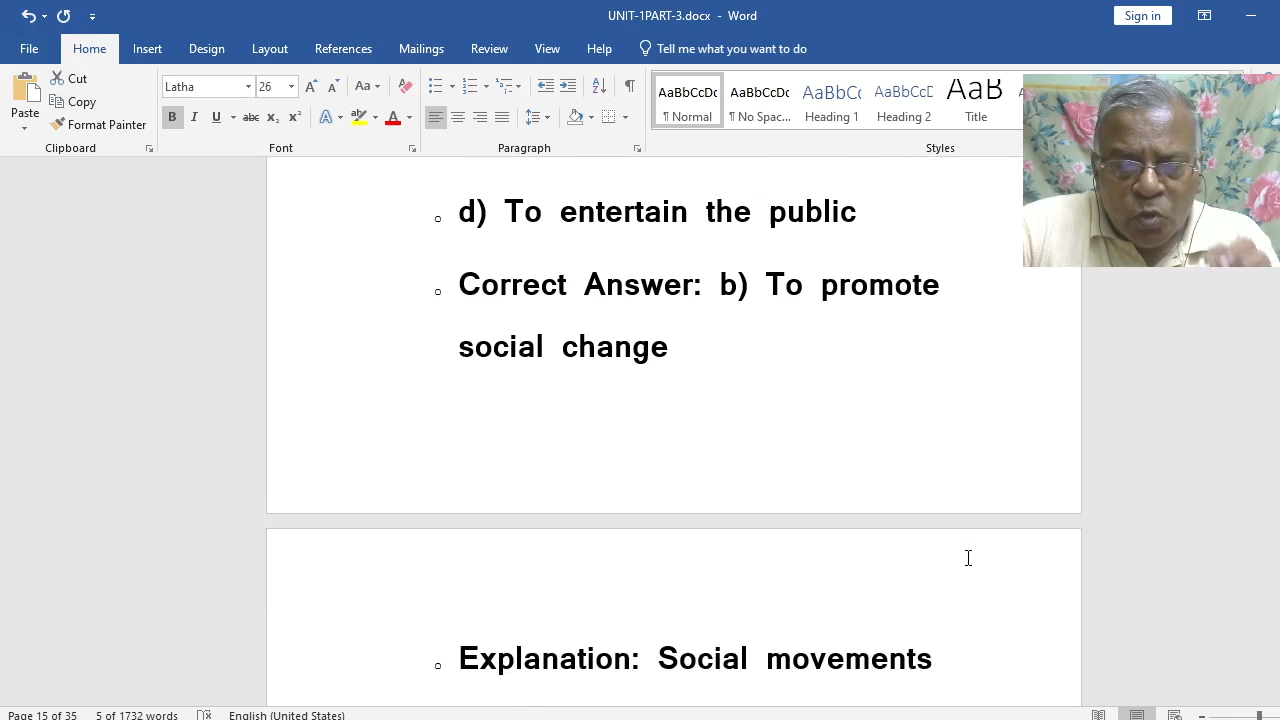 UNIT-1PART-3.docx - Word
Sign in
File Home Insert Design Layout References Mailings Review View Help Tell me what you want to do
Paste
Cut
Copy
Format Painter
Clipboard
Latha 26
Font
Paragraph
AaBbCcDc AaBbCcDc AaBbCc AaBbCcD AaB
¶ Normal ¶ No Spac... Heading 1 Heading 2 Title
Styles
d) To entertain the public
Correct Answer: b) To promote
social change
Explanation: Social movements
Page 15 of 35 5 of 1732 words English (United States)